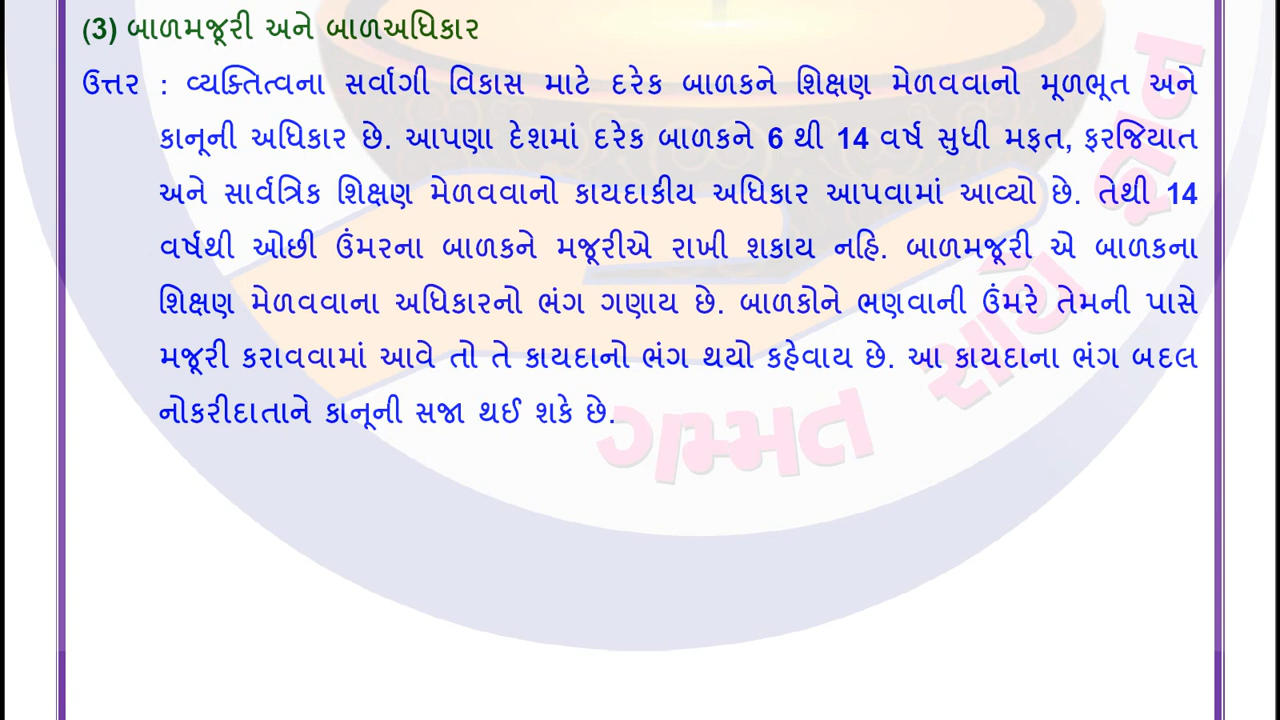 (3) બાળમજૂરી અને બાળઅધિકાર
ઉત્તર : વ્યક્તિત્વના સર્વાંગી વિકાસ માટે દરેક બાળકને શિક્ષણ મેળવવાનો મૂળભૂત અને
કાનૂની અધિકાર છે. આપણા દેશમાં દરેક બાળકને 6 થી 14 વર્ષ સુધી મફત, ફરજિયાત
અને સાર્વત્રિક શિક્ષણ મેળવવાનો કાયદાકીય અધિકાર આપવામાં આવ્યો છે. તેથી 14
વર્ષથી ઓછી ઉંમરના બાળકને મજૂરીએ રાખી શકાય નહિ. બાળમજૂરી એ બાળકના
શિક્ષણ મેળવવાના અધિકારનો ભંગ ગણાય છે. બાળકોને ભણવાની ઉંમરે તેમની પાસે
મજૂરી કરાવવામાં આવે તો તે કાયદાનો ભંગ થયો કહેવાય છે. આ કાયદાના ભંગ બદલ
નોકરીદાતાને કાનૂની સજા થઈ શકે છે.
ગમ્મત સાથે જ્ઞાન